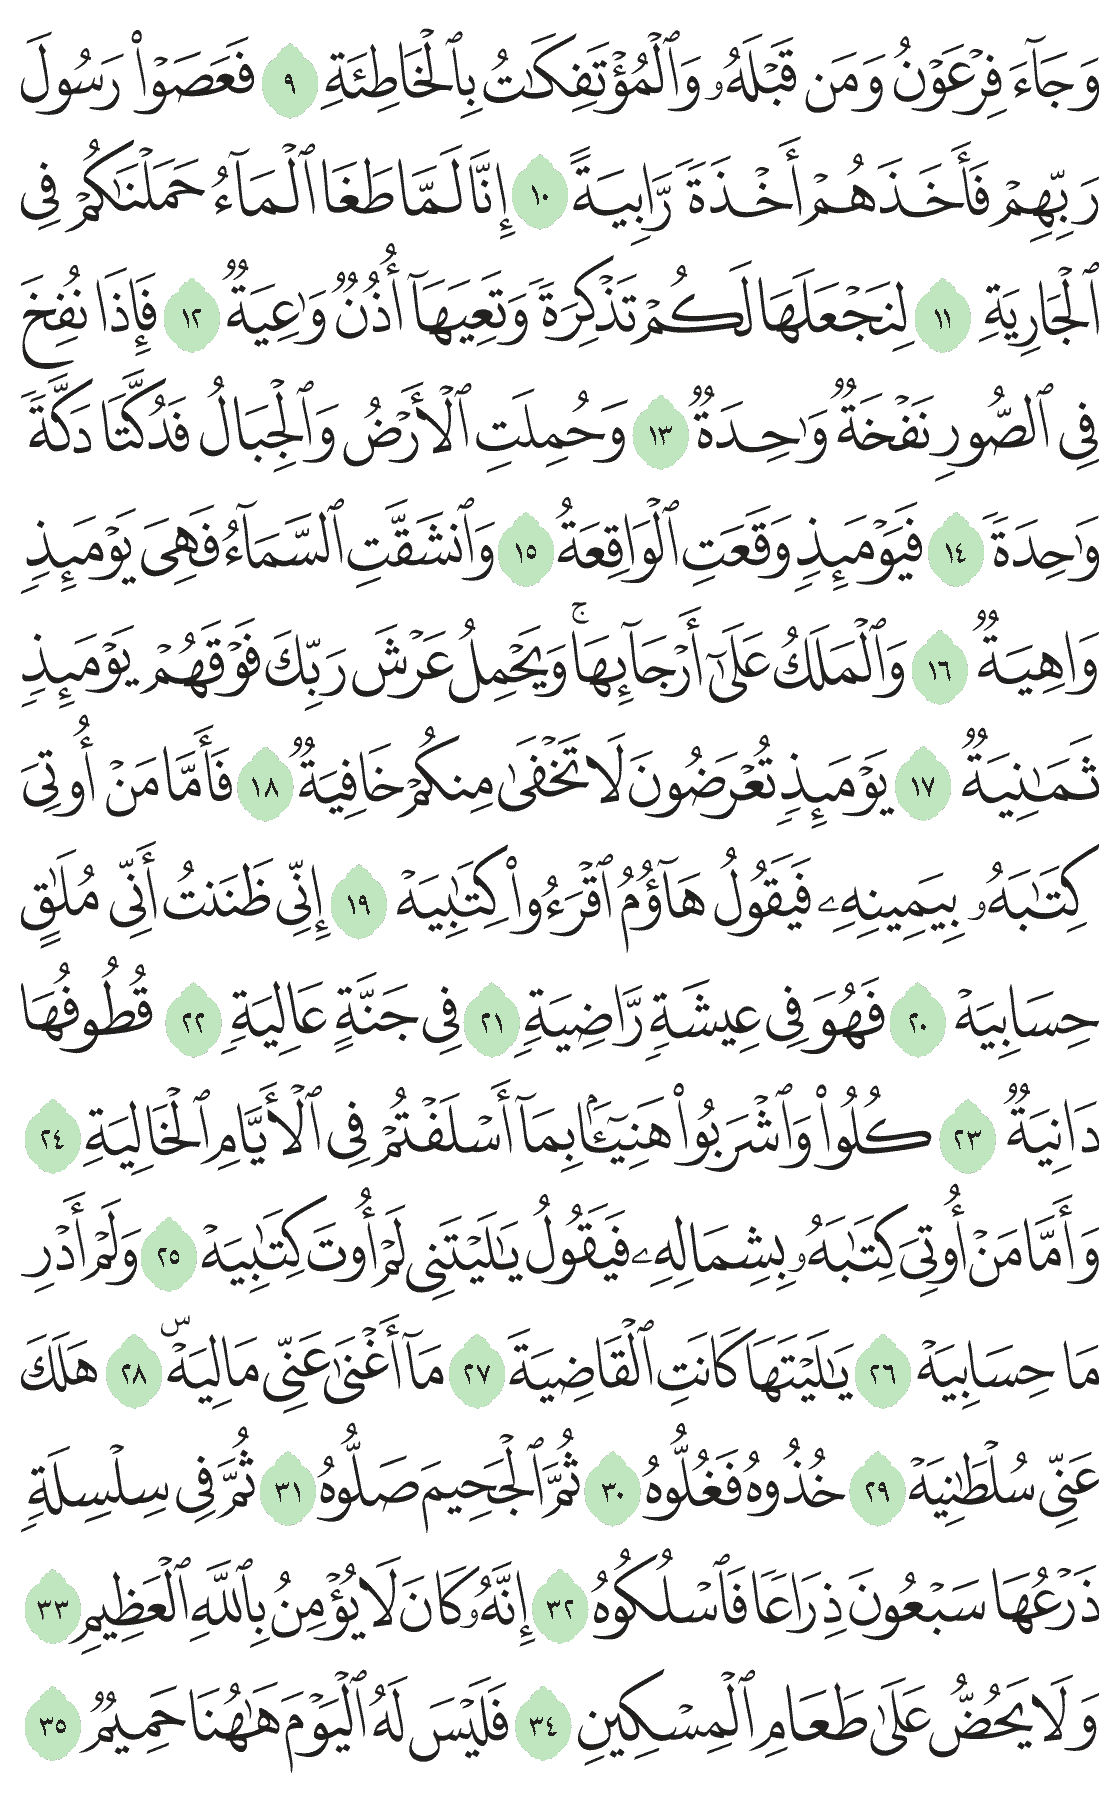 وَجَآءَ فِرْعَوْنُ وَمَن قَبْلَهُۥ وَٱلْمُؤْتَفِكَٰتُ بِٱلْخَاطِئَةِ ٩ فَعَصَوْا۟ رَسُولَ
رَبِّهِمْ فَأَخَذَهُمْ أَخْذَةً رَّابِيَةً ١٠ إِنَّا لَمَّا طَغَا ٱلْمَآءُ حَمَلْنَٰكُمْ فِى
ٱلْجَارِيَةِ ١١ لِنَجْعَلَهَا لَكُمْ تَذْكِرَةً وَتَعِيَهَآ أُذُنٌ وَٰعِيَةٌ ١٢ فَإِذَا نُفِخَ
فِى ٱلصُّورِ نَفْخَةٌ وَٰحِدَةٌ ١٣ وَحُمِلَتِ ٱلْأَرْضُ وَٱلْجِبَالُ فَدُكَّتَا دَكَّةً
وَٰحِدَةً ١٤ فَيَوْمَئِذٍ وَقَعَتِ ٱلْوَاقِعَةُ ١٥ وَٱنشَقَّتِ ٱلسَّمَآءُ فَهِىَ يَوْمَئِذٍ
وَاهِيَةٌ ١٦ وَٱلْمَلَكُ عَلَىٰٓ أَرْجَآئِهَا ۚ وَيَحْمِلُ عَرْشَ رَبِّكَ فَوْقَهُمْ يَوْمَئِذٍ
ثَمَٰنِيَةٌ ١٧ يَوْمَئِذٍ تُعْرَضُونَ لَا تَخْفَىٰ مِنكُمْ خَافِيَةٌ ١٨ فَأَمَّا مَنْ أُوتِىَ
كِتَٰبَهُۥ بِيَمِينِهِۦ فَيَقُولُ هَآؤُمُ ٱقْرَءُوا۟ كِتَٰبِيَهْ ١٩ إِنِّى ظَنَنتُ أَنِّى مُلَٰقٍ
حِسَابِيَهْ ٢٠ فَهُوَ فِى عِيشَةٍ رَّاضِيَةٍ ٢١ فِى جَنَّةٍ عَالِيَةٍ ٢٢ قُطُوفُهَا
دَانِيَةٌ ٢٣ كُلُوا۟ وَٱشْرَبُوا۟ هَنِيٓـًٔۢا بِمَآ أَسْلَفْتُمْ فِى ٱلْأَيَّامِ ٱلْخَالِيَةِ ٢٤
وَأَمَّا مَنْ أُوتِىَ كِتَٰبَهُۥ بِشِمَالِهِۦ فَيَقُولُ يَٰلَيْتَنِى لَمْ أُوتَ كِتَٰبِيَهْ ٢٥ وَلَمْ أَدْرِ
مَا حِسَابِيَهْ ٢٦ يَٰلَيْتَهَا كَانَتِ ٱلْقَاضِيَةَ ٢٧ مَآ أَغْنَىٰ عَنِّى مَالِيَهْ ۜ ٢٨ هَلَكَ
عَنِّى سُلْطَٰنِيَهْ ٢٩ خُذُوهُ فَغُلُّوهُ ٣٠ ثُمَّ ٱلْجَحِيمَ صَلُّوهُ ٣١ ثُمَّ فِى سِلْسِلَةٍ
ذَرْعُهَا سَبْعُونَ ذِرَاعًا فَٱسْلُكُوهُ ٣٢ إِنَّهُۥ كَانَ لَا يُؤْمِنُ بِٱللَّهِ ٱلْعَظِيمِ ٣٣
وَلَا يَحُضُّ عَلَىٰ طَعَامِ ٱلْمِسْكِينِ ٣٤ فَلَيْسَ لَهُ ٱلْيَوْمَ هَٰهُنَا حَمِيمٌ ٣٥